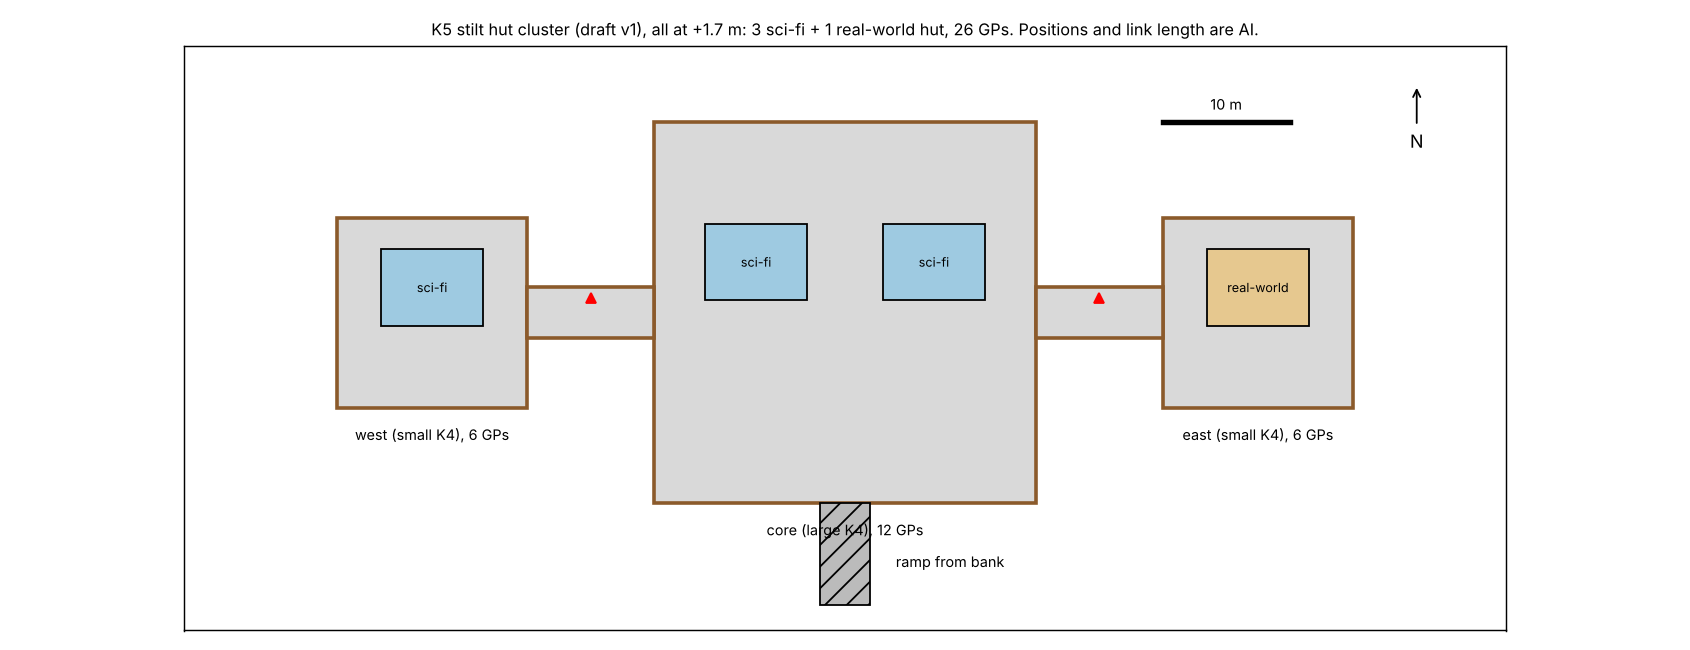 K5 stilt hut cluster (draft v1), all at +1.7 m: 3 sci-fi + 1 real-world hut, 26 GPs. Positions and link length are AI.
10 m
N
sci-fi
sci-fi
sci-fi
real-world
west (small K4), 6 GPs
east (small K4), 6 GPs
core (large K4), 12 GPs
ramp from bank